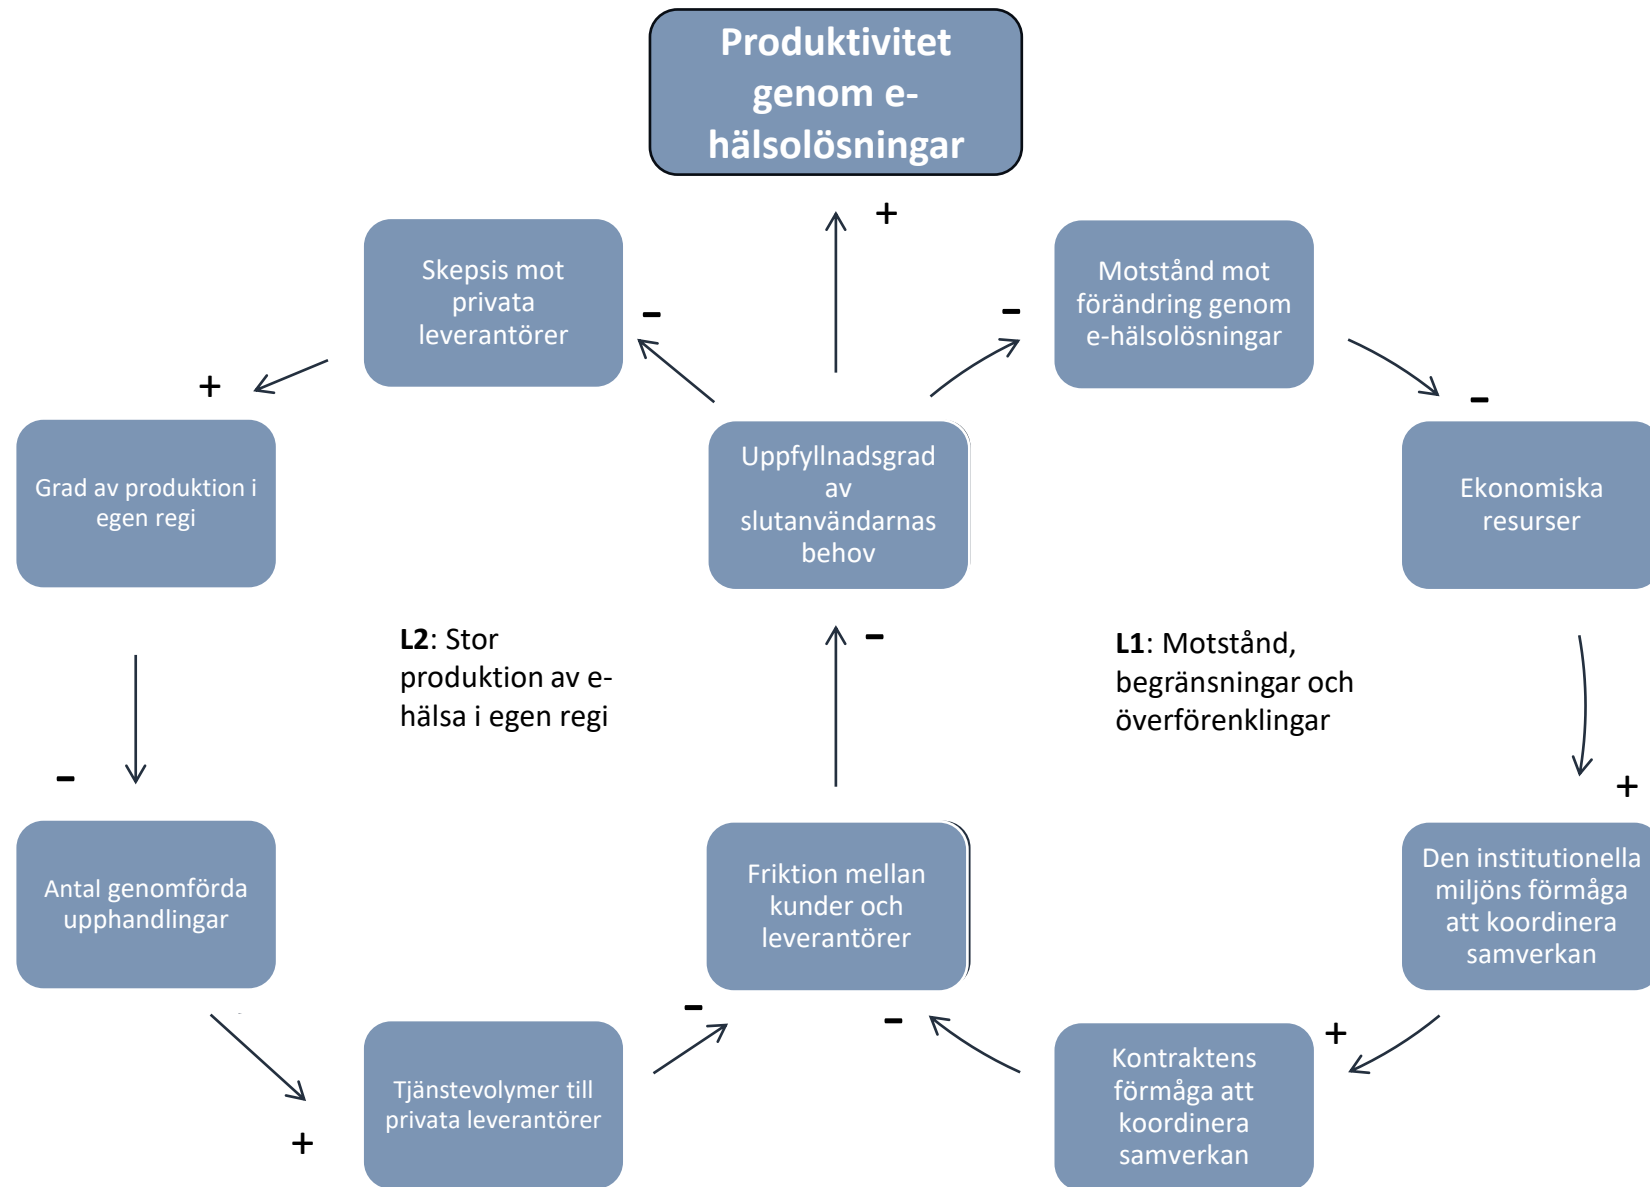 Produktivitet
genom e-
hälsolösningar
+
Skepsis mot
privata
leverantörer
-
-
Motstånd mot
förändring genom
e-hälsolösningar
+
-
Grad av produktion i
egen regi
Uppfyllnadsgrad
av
slutanvändarnas
behov
Ekonomiska
resurser
L2: Stor
produktion av e-
hälsa i egen regi
-
L1: Motstånd,
begränsningar och
överförenklingar
-
+
Antal genomförda
upphandlingar
Friktion mellan
kunder och
leverantörer
Den institutionella
miljöns förmåga
att koordinera
samverkan
-
-
+
+
Tjänstevolymer till
privata leverantörer
Kontraktens
förmåga att
koordinera
samverkan